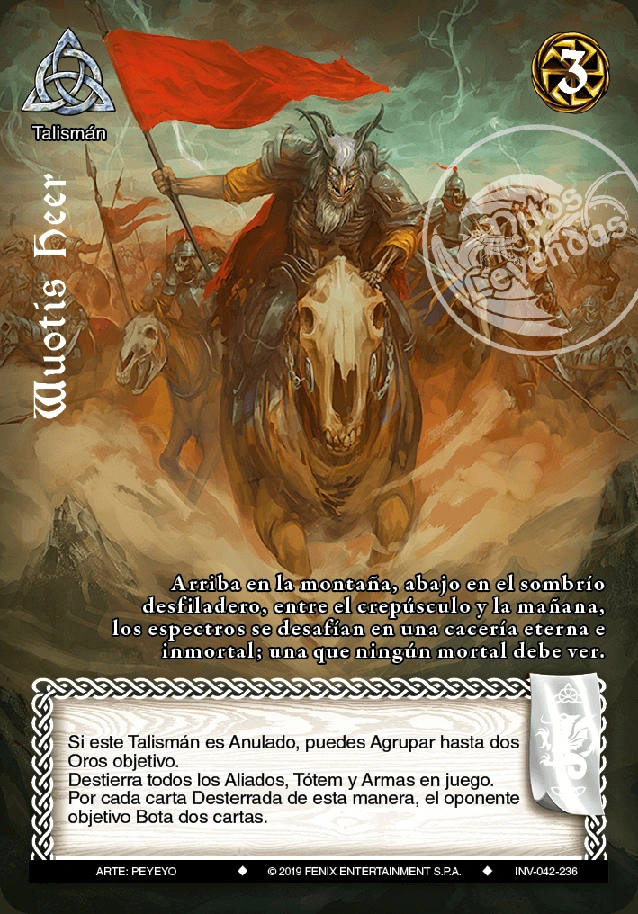 3
Talismán
Wuotis Heer
Mitos
Leyendas
Arriba en la montaña, abajo en el sombrío
desfiladero, entre el crepúsculo y la mañana,
los espectros se desafían en una cacería eterna e
inmortal; una que ningún mortal debe ver.
Si este Talismán es Anulado, puedes Agrupar hasta dos
Oros objetivo.
Destierra todos los Aliados, Tótem y Armas en juego.
Por cada carta Desterrada de esta manera, el oponente
objetivo Bota dos cartas.
ARTE: PEYEYO ◆ © 2019 FENIX ENTERTAINMENT S.P.A. ◆ INV-042-236